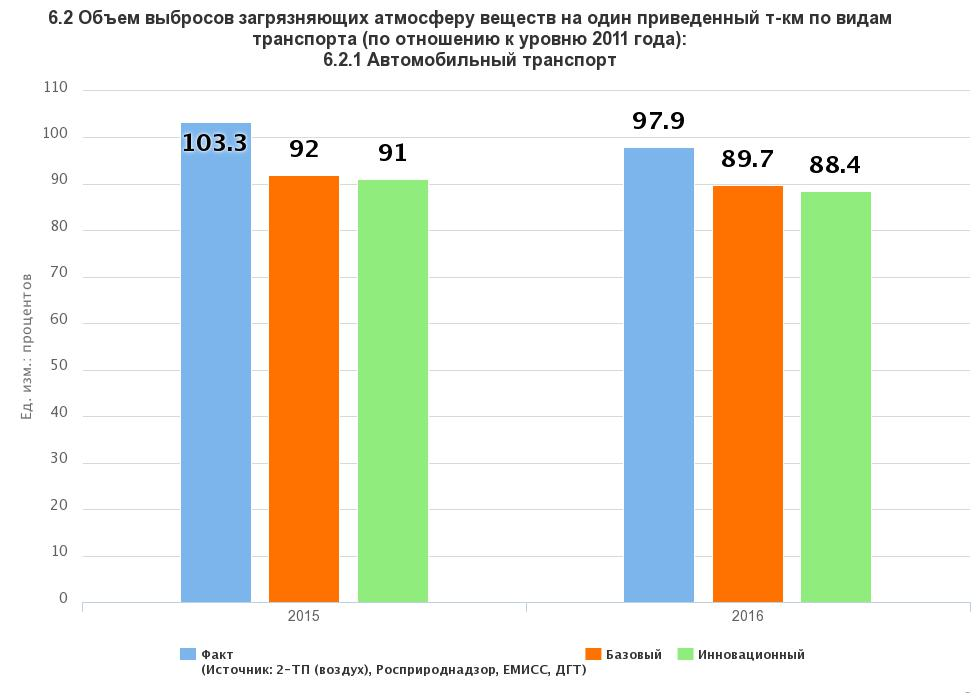 6.2 Объем выбросов загрязняющих атмосферу веществ на один приведенный т-км по видам
транспорта (по отношению к уровню 2011 года):
6.2.1 Автомобильный транспорт
Ед. изм.: процентов
110
100
90
80
70
60
50
40
30
20
10
0
103.3
92
91
97.9
89.7
88.4
2015
2016
Факт
(Источник: 2-ТП (воздух), Росприроднадзор, ЕМИСС, ДГТ)
Базовый
Инновационный